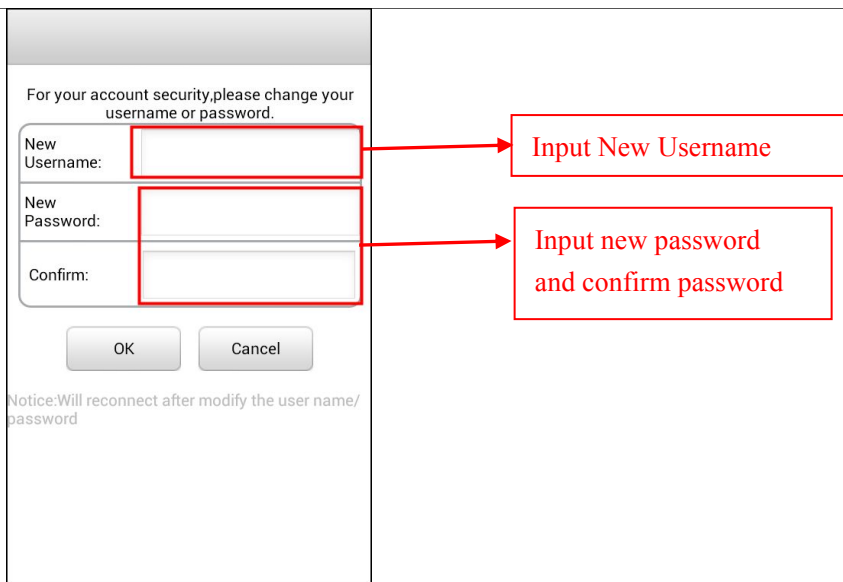 For your account security,please change your
username or password.
New
Username:
Input New Username
New
Password:
Input new password
and confirm password
Confirm:
OK
Cancel
Notice:Will reconnect after modify the user name/
password